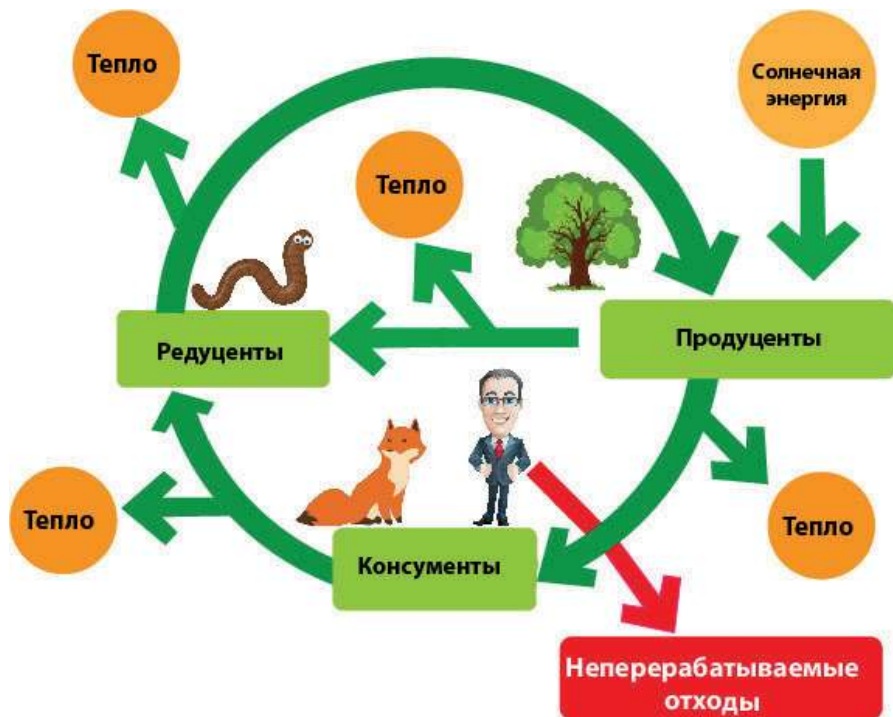 Тепло
Солнечная
энергия
Тепло
Редуценты
Продуценты
Тепло
Тепло
Консументы
Неперерабатываемые
отходы